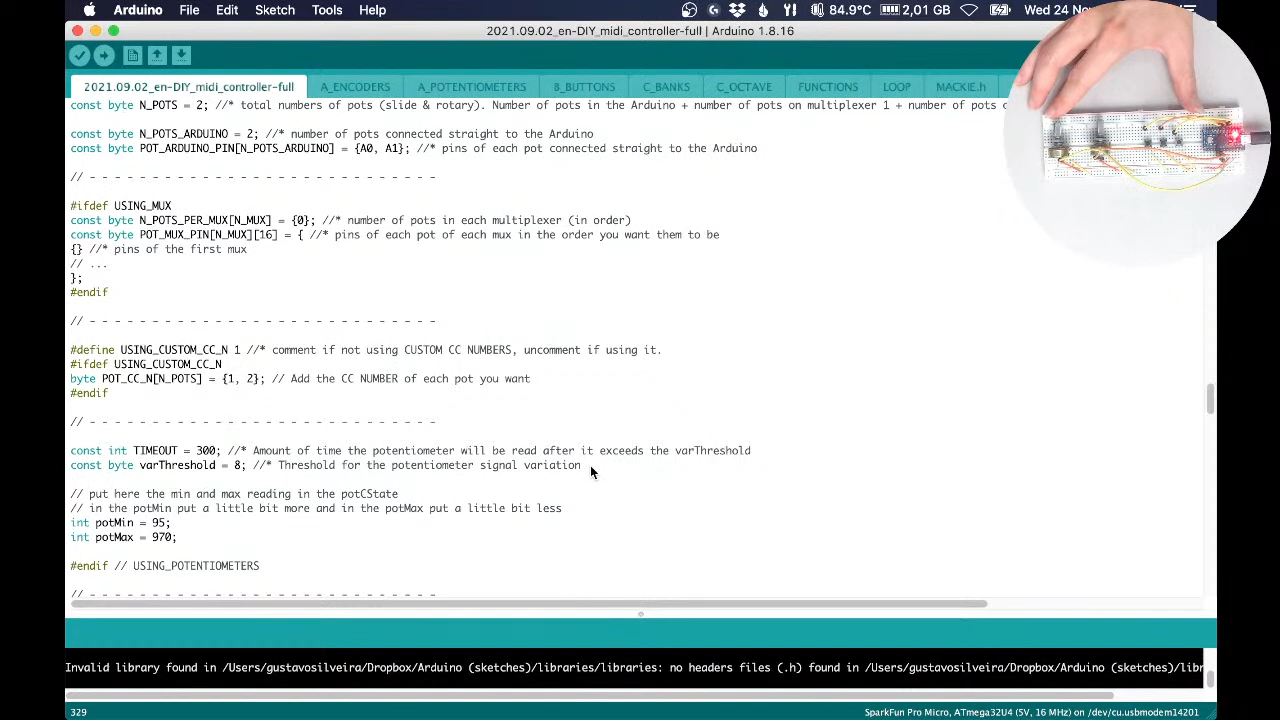 Arduino File Edit Sketch Tools Help 84.9°C 2,01 GB Wed 24 Nov
2021.09.02_en-DIY_midi_controller-full | Arduino 1.8.16
2021.09.02_en-DIY_midi_controller-full A_ENCODERS A_POTENTIOMETERS B_BUTTONS C_BANKS C_OCTAVE FUNCTIONS LOOP MACKIE.h
const byte N_POTS = 2; //* total numbers of pots (slide & rotary). Number of pots in the Arduino + number of pots on multiplexer 1 + number of pots
const byte N_POTS_ARDUINO = 2; //* number of pots connected straight to the Arduino
const byte POT_ARDUINO_PIN[N_POTS_ARDUINO] = {A0, A1}; //* pins of each pot connected straight to the Arduino
// - - - - - - - - - - - - - - - - - - - - - - - - - - - -
#ifdef USING_MUX
const byte N_POTS_PER_MUX[N_MUX] = {0}; //* number of pots in each multiplexer (in order)
const byte POT_MUX_PIN[N_MUX][16] = { //* pins of each pot of each mux in the order you want them to be
{} //* pins of the first mux
// ...
};
#endif
// - - - - - - - - - - - - - - - - - - - - - - - - - - - -
#define USING_CUSTOM_CC_N 1 //* comment if not using CUSTOM CC NUMBERS, uncomment if using it.
#ifdef USING_CUSTOM_CC_N
byte POT_CC_N[N_POTS] = {1, 2}; // Add the CC NUMBER of each pot you want
#endif
// - - - - - - - - - - - - - - - - - - - - - - - - - - - -
const int TIMEOUT = 300; //* Amount of time the potentiometer will be read after it exceeds the varThreshold
const byte varThreshold = 8; //* Threshold for the potentiometer signal variation
// put here the min and max reading in the potCState
// in the potMin put a little bit more and in the potMax put a little bit less
int potMin = 95;
int potMax = 970;
#endif // USING_POTENTIOMETERS
// - - - - - - - - - - - - - - - - - - - - - - - - - - - -
Invalid library found in /Users/gustavosilveira/Dropbox/Arduino (sketches)/libraries/libraries: no headers files (.h) found in /Users/gustavosilveira/Dropbox/Arduino (sketches)/libr
329 SparkFun Pro Micro, ATmega32U4 (5V, 16 MHz) on /dev/cu.usbmodem14201